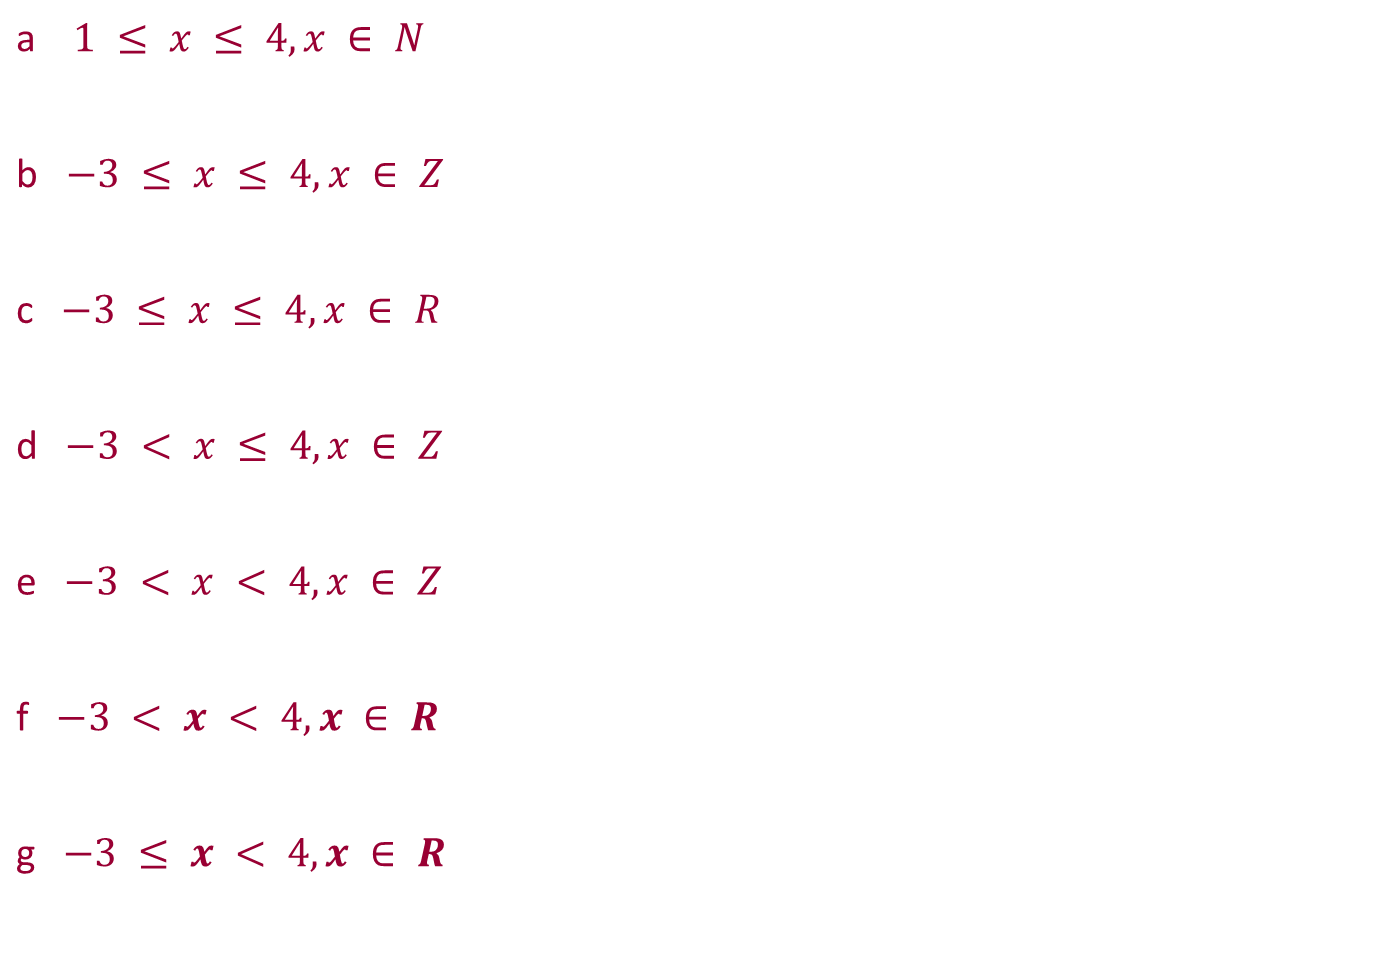 a 1 ≤ x ≤ 4, x ∈ N
b −3 ≤ x ≤ 4, x ∈ Z
c −3 ≤ x ≤ 4, x ∈ R
d −3 < x ≤ 4, x ∈ Z
e −3 < x < 4, x ∈ Z
f −3 < x < 4, x ∈ R
g −3 ≤ x < 4, x ∈ R